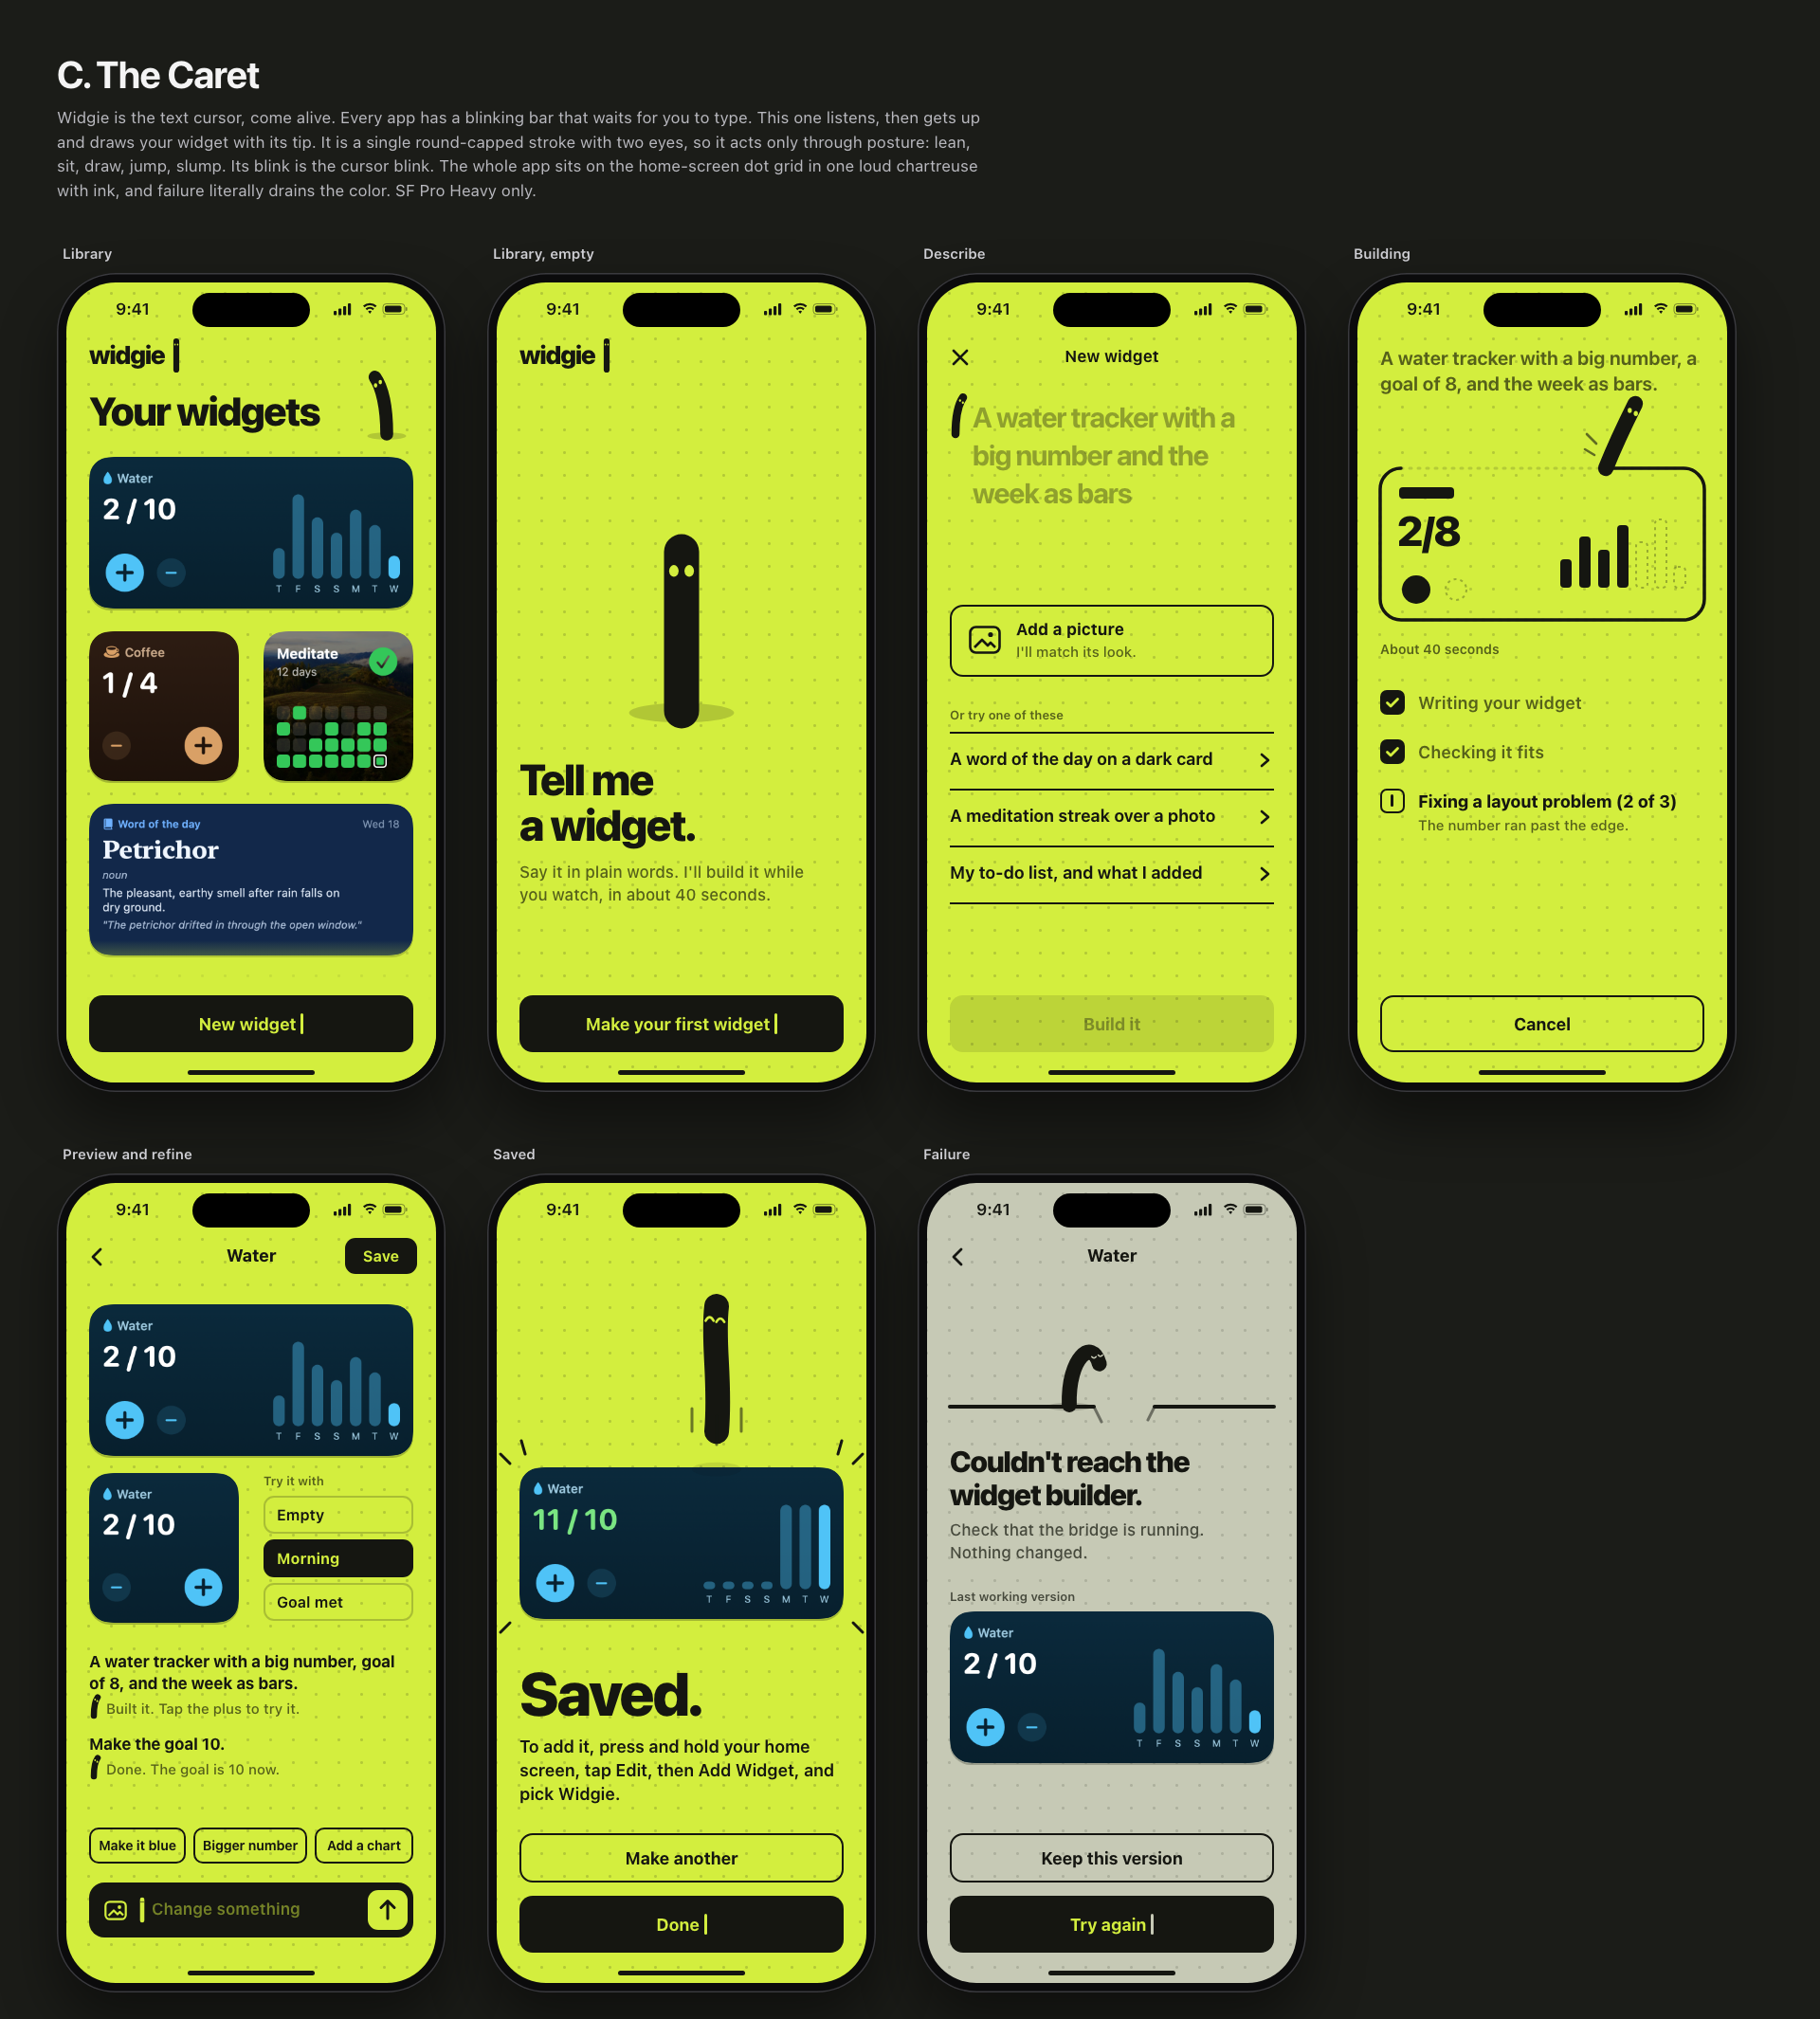 C. The Caret
Widgie is the text cursor, come alive. Every app has a blinking bar that waits for you to type. This one listens, then gets up
and draws your widget with its tip. It is a single round-capped stroke with two eyes, so it acts only through posture: lean,
sit, draw, jump, slump. Its blink is the cursor blink. The whole app sits on the home-screen dot grid in one loud chartreuse
with ink, and failure literally drains the color. SF Pro Heavy only.
Library
9:41
widgie
Your widgets
Water
2 / 10
T F S S M T W
Coffee
1 / 4
Meditate
12 days
Word of the day
Wed 18
Petrichor
noun
The pleasant, earthy smell after rain falls on
dry ground.
"The petrichor drifted in through the open window."
New widget
Library, empty
9:41
widgie
Tell me
a widget.
Say it in plain words. I'll build it while
you watch, in about 40 seconds.
Make your first widget
Describe
9:41
New widget
A water tracker with a
big number and the
week as bars
Add a picture
I'll match its look.
Or try one of these
A word of the day on a dark card
A meditation streak over a photo
My to-do list, and what I added
Build it
Building
9:41
A water tracker with a big number, a
goal of 8, and the week as bars.
2/8
About 40 seconds
Writing your widget
Checking it fits
Fixing a layout problem (2 of 3)
The number ran past the edge.
Cancel
Preview and refine
9:41
Water
Save
Water
2 / 10
T F S S M T W
Water
2 / 10
Try it with
Empty
Morning
Goal met
A water tracker with a big number, goal
of 8, and the week as bars.
Built it. Tap the plus to try it.
Make the goal 10.
Done. The goal is 10 now.
Make it blue
Bigger number
Add a chart
Change something
Saved
9:41
Water
11 / 10
T F S S M T W
Saved.
To add it, press and hold your home
screen, tap Edit, then Add Widget, and
pick Widgie.
Make another
Done
Failure
9:41
Water
Couldn't reach the
widget builder.
Check that the bridge is running.
Nothing changed.
Last working version
Water
2 / 10
T F S S M T W
Keep this version
Try again